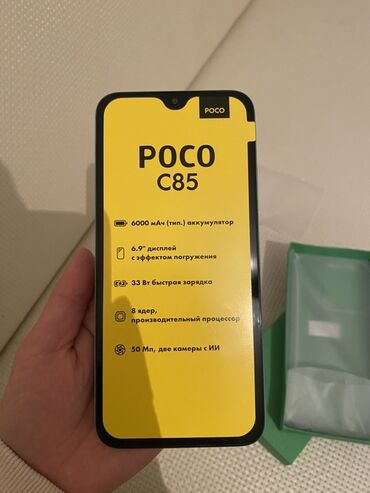 POCO
POCO
C85
6000 мАч (тип.) аккумулятор
6.9" дисплей
с эффектом погружения
33 Вт быстрая зарядка
8 ядер,
производительный процессор
50 Мп, две камеры с ИИ